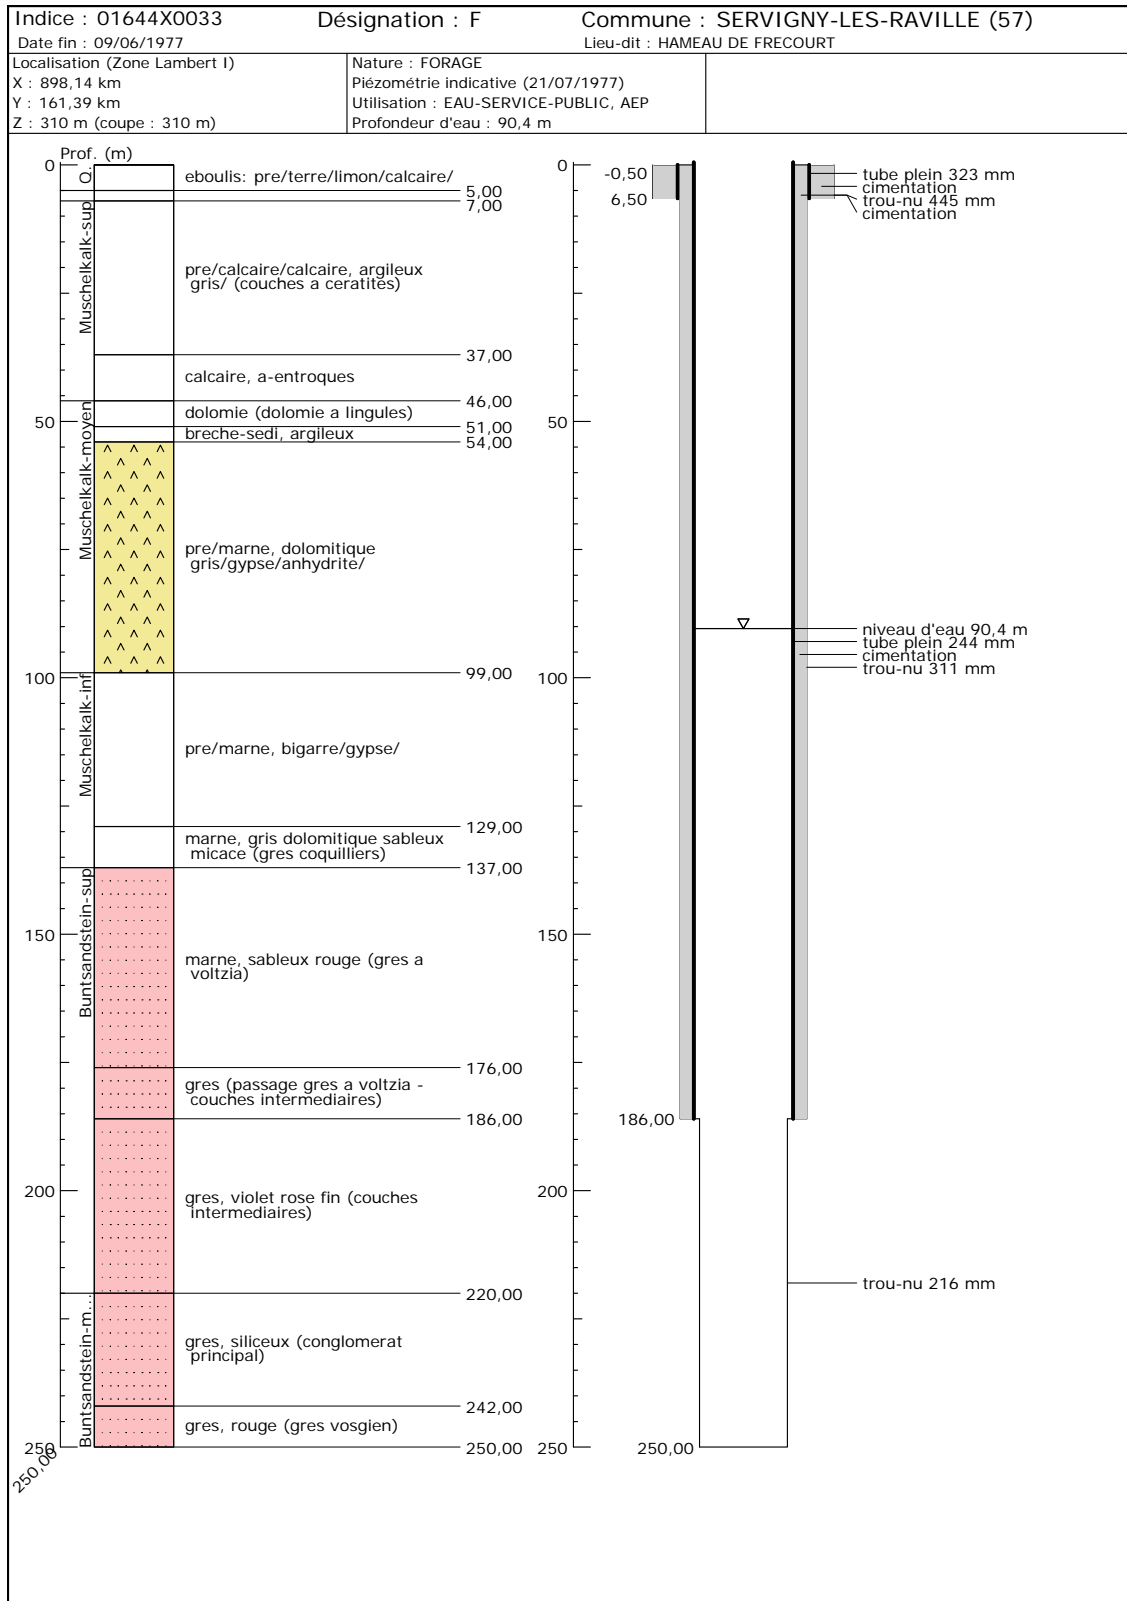 Indice : 01644X0033
Désignation : F
Commune : SERVIGNY-LES-RAVILLE (57)
Date fin : 09/06/1977
Lieu-dit : HAMEAU DE FRECOURT
Localisation (Zone Lambert I)
X : 898,14 km
Y : 161,39 km
Z : 310 m (coupe : 310 m)
Nature : FORAGE
Piézométrie indicative (21/07/1977)
Utilisation : EAU-SERVICE-PUBLIC, AEP
Profondeur d'eau : 90,4 m
Prof. (m)
0
50
100
150
200
250
250,00
Q.
Muschelkalk-sup
Muschelkalk-moyen
Muschelkalk-inf
Buntsandstein-sup
Buntsandstein-m...
eboulis: pre/terre/limon/calcaire/
5,00
7,00
pre/calcaire/calcaire, argileux
gris/ (couches a ceratites)
37,00
calcaire, a-entroques
46,00
dolomie (dolomie a lingules)
51,00
breche-sedi, argileux
54,00
pre/marne, dolomitique
gris/gypse/anhydrite/
99,00
pre/marne, bigarre/gypse/
129,00
marne, gris dolomitique sableux
micace (gres coquilliers)
137,00
marne, sableux rouge (gres a
voltzia)
176,00
gres (passage gres a voltzia -
couches intermediaires)
186,00
gres, violet rose fin (couches
intermediaires)
220,00
gres, siliceux (conglomerat
principal)
242,00
gres, rouge (gres vosgien)
250,00
0
50
100
150
200
250
-0,50
6,50
186,00
250,00
tube plein 323 mm
cimentation
trou-nu 445 mm
cimentation
niveau d'eau 90,4 m
tube plein 244 mm
cimentation
trou-nu 311 mm
trou-nu 216 mm